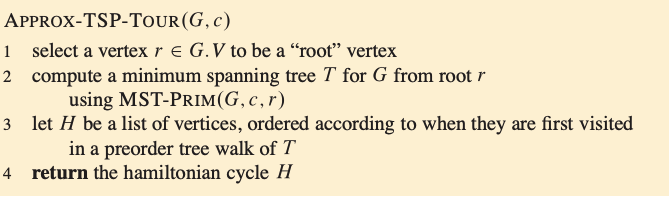 APPROX-TSP-TOUR(G, c)
1 select a vertex r ∈ G.V to be a “root” vertex
2 compute a minimum spanning tree T for G from root r
using MST-PRIM(G, c, r)
3 let H be a list of vertices, ordered according to when they are first visited
in a preorder tree walk of T
4 return the hamiltonian cycle H